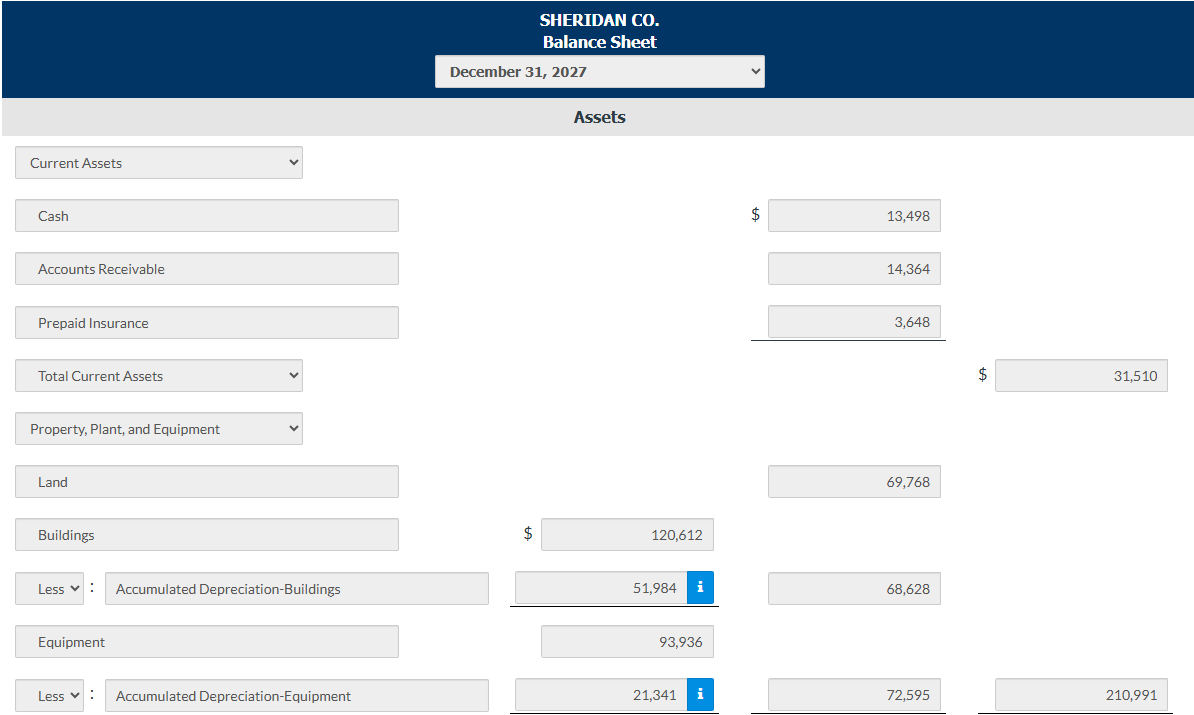 SHERIDAN CO.
Balance Sheet
December 31, 2027
Assets
Current Assets
Cash $ 13,498
Accounts Receivable 14,364
Prepaid Insurance 3,648
Total Current Assets $ 31,510
Property, Plant, and Equipment
Land 69,768
Buildings $ 120,612
Less : Accumulated Depreciation-Buildings 51,984 i 68,628
Equipment 93,936
Less : Accumulated Depreciation-Equipment 21,341 i 72,595 210,991